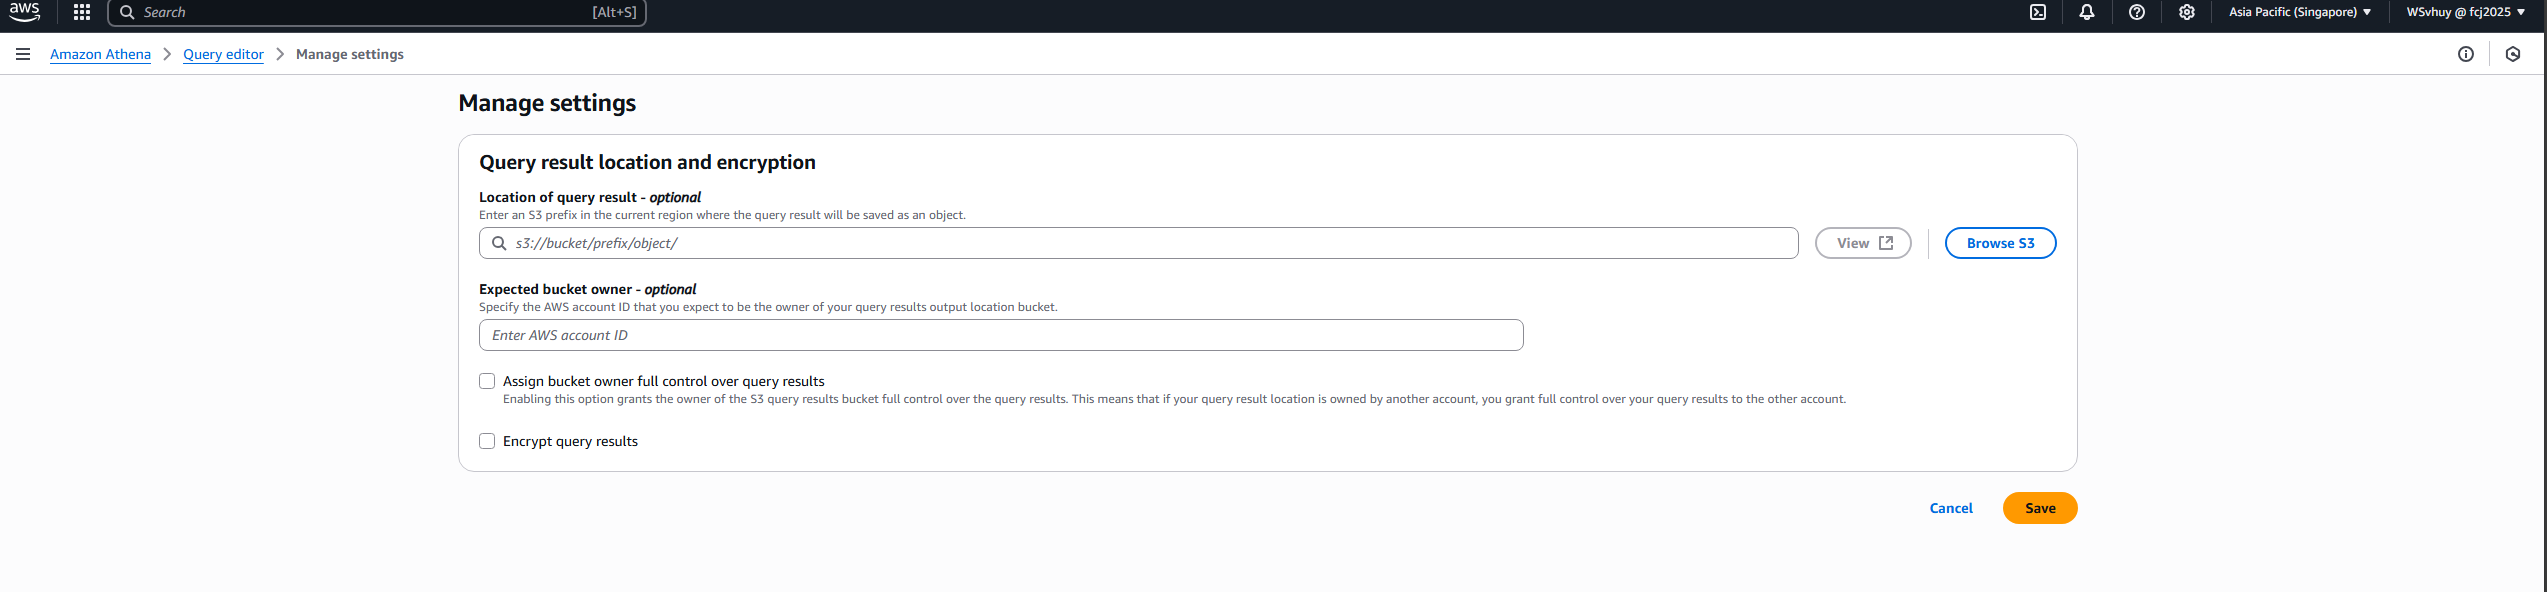 aws
Search
[Alt+S]
Asia Pacific (Singapore)
WSvhuy @ fcj2025
Amazon Athena
Query editor
Manage settings
Manage settings
Query result location and encryption
Location of query result - optional
Enter an S3 prefix in the current region where the query result will be saved as an object.
s3://bucket/prefix/object/
View
Browse S3
Expected bucket owner - optional
Specify the AWS account ID that you expect to be the owner of your query results output location bucket.
Enter AWS account ID
Assign bucket owner full control over query results
Enabling this option grants the owner of the S3 query results bucket full control over the query results. This means that if your query result location is owned by another account, you grant full control over your query results to the other account.
Encrypt query results
Cancel
Save